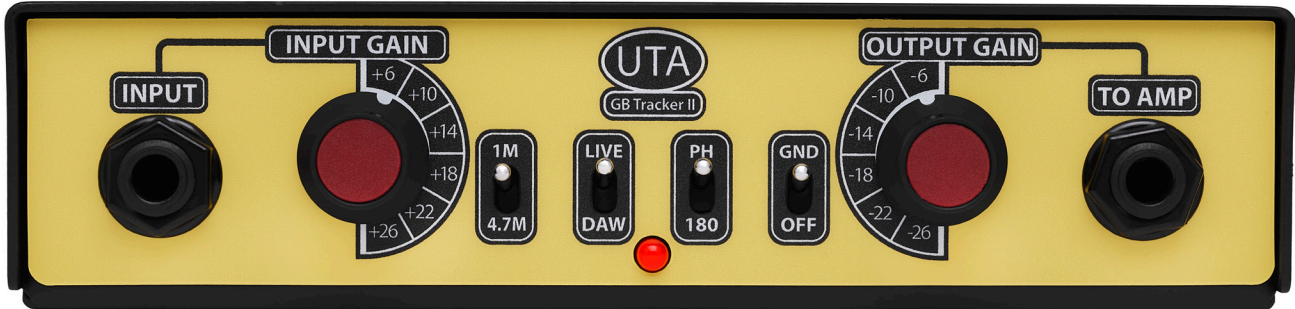 INPUT GAIN
INPUT
+6
+10
+14
+18
+22
+26
1M
4.7M
UTA
GB Tracker II
LIVE
DAW
PH
180
GND
OFF
OUTPUT GAIN
-6
-10
-14
-18
-22
-26
TO AMP